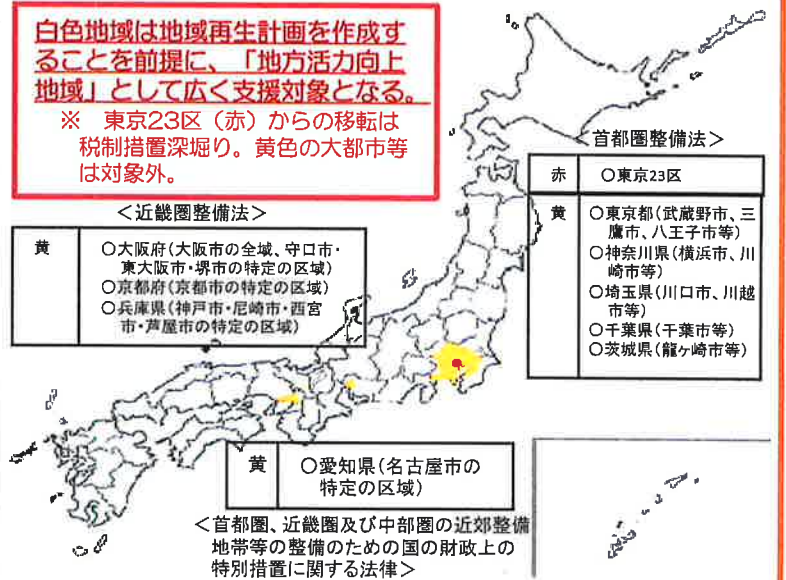 白色地域は地域再生計画を作成す
ることを前提に、「地方活力向上
地域」として広く支援対象となる。
※ 東京23区（赤）からの移転は
税制措置深堀り。黄色の大都市等
は対象外。
＜首都圏整備法＞
赤 ○東京23区
黄 ○東京都（武蔵野市、三
鷹市、八王子市等）
○神奈川県（横浜市、川
崎市等）
○埼玉県（川口市、川越
市等）
○千葉県（千葉市等）
○茨城県（龍ヶ崎市等）
＜近畿圏整備法＞
黄 ○大阪府（大阪市の全域、守口市・
東大阪市・堺市の特定の区域）
○京都府（京都市の特定の区域）
○兵庫県（神戸市・尼崎市・西宮
市・芦屋市の特定の区域）
黄 ○愛知県（名古屋市の
特定の区域）
＜首都圏、近畿圏及び中部圏の近郊整備
地帯等の整備のための国の財政上の
特別措置に関する法律＞